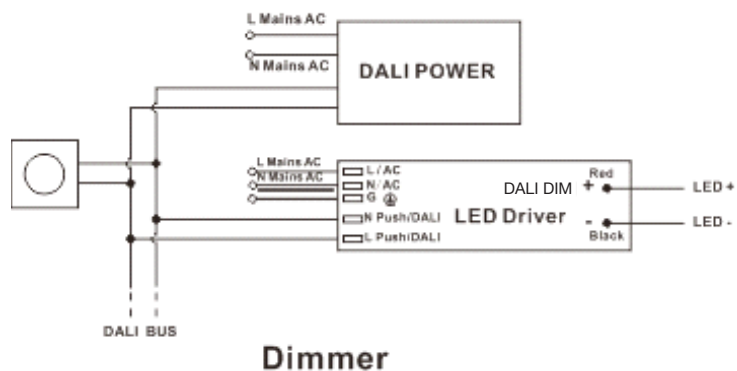 L Mains AC
N Mains AC
DALI POWER
L Mains AC
N Mains AC
L/AC
N/AC
G
N Push/DALI
L Push/DALI
DALI DIM
LED Driver
Red
+
-
Black
LED +
LED -
DALI BUS
Dimmer